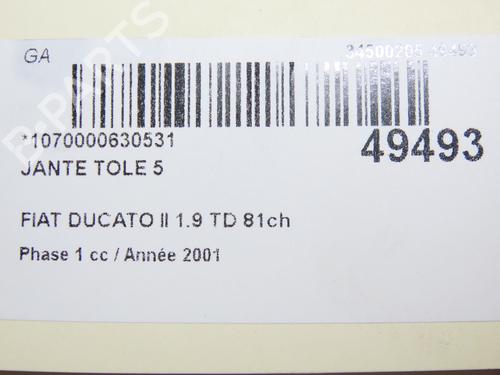 GA
*1070000630531
49493
JANTE TOLE 5
FIAT DUCATO II 1.9 TD 81ch
Phase 1 cc / Année 2001